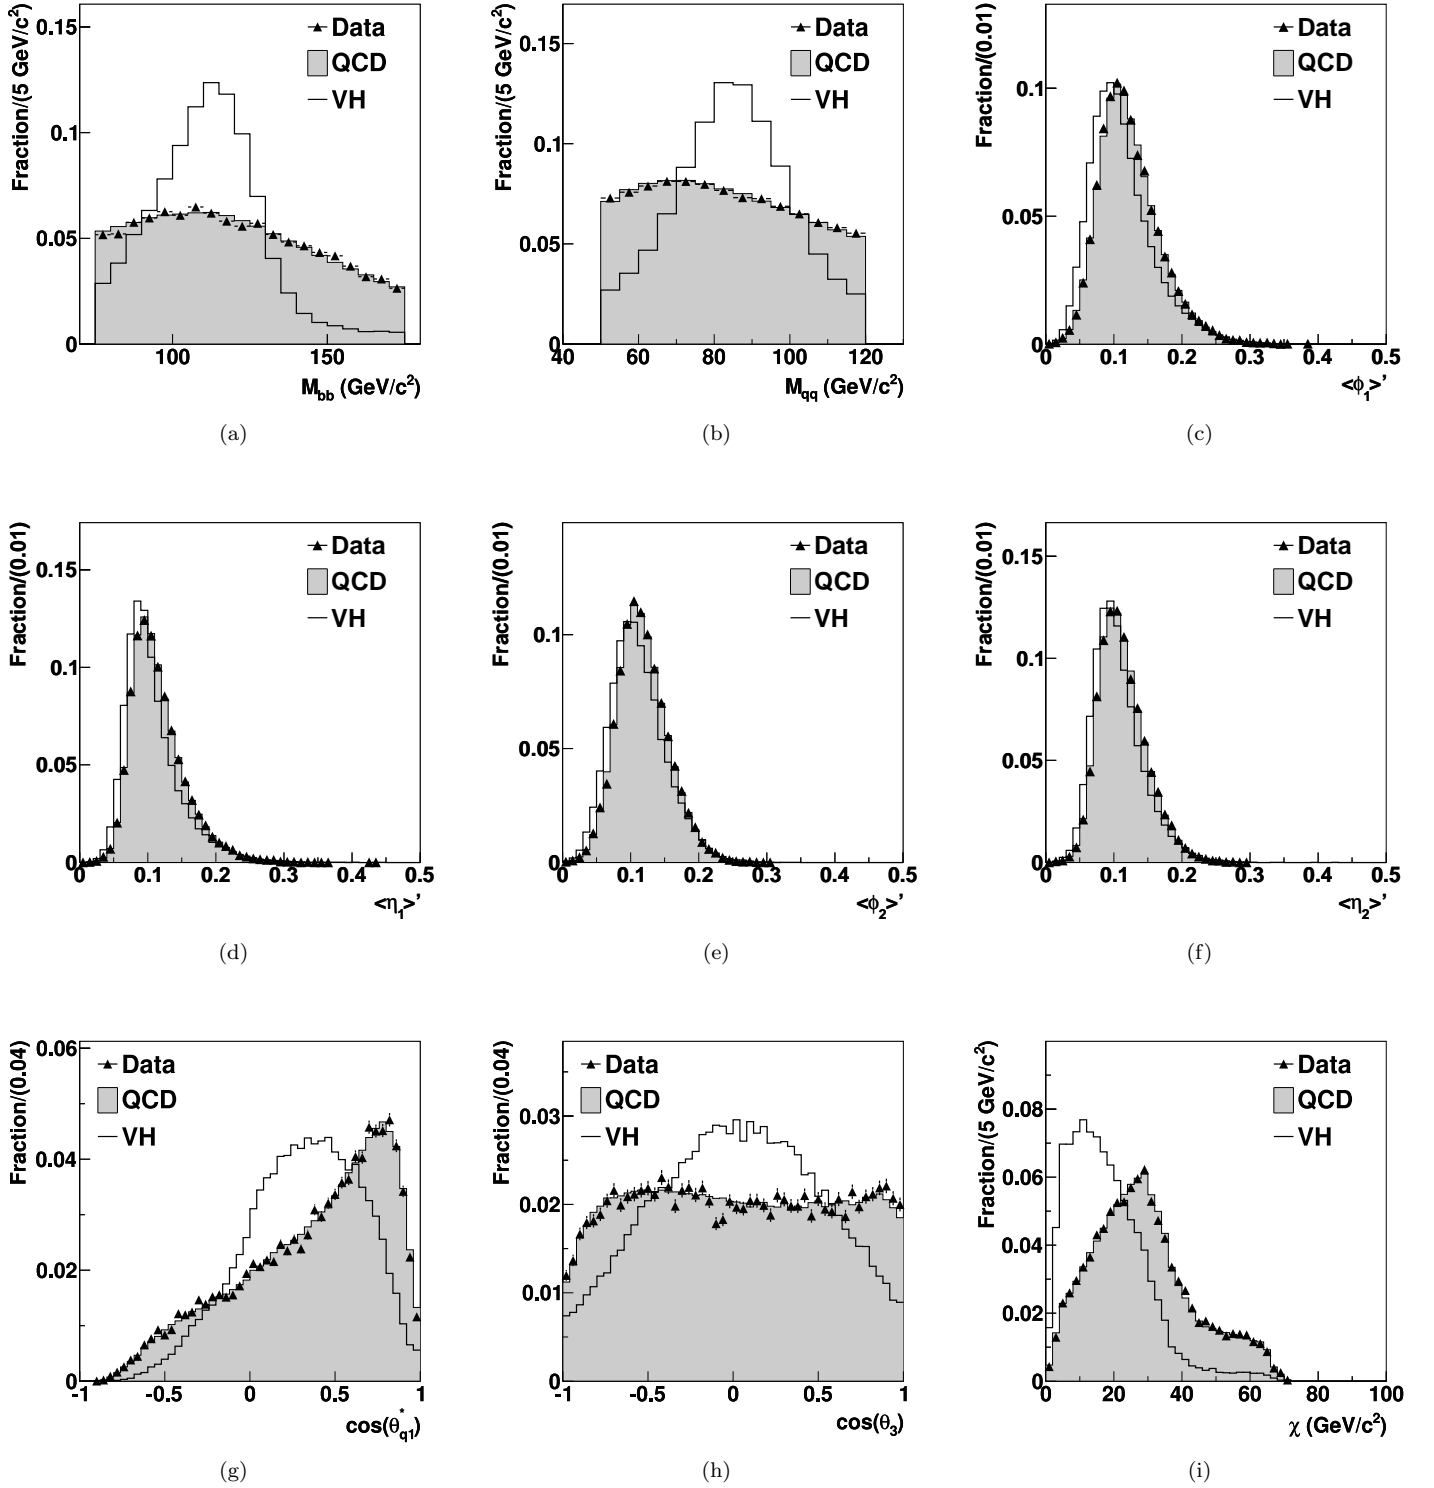 Fraction/(5 GeV/c²)
0.15
0.1
0.05
0
Data
QCD
VH
100
150
M_bb (GeV/c²)
(a)
Fraction/(5 GeV/c²)
0.15
0.1
0.05
0
Data
QCD
VH
40
60
80
100
120
M_qq (GeV/c²)
(b)
Fraction/(0.01)
0.1
0.05
0
Data
QCD
VH
0
0.1
0.2
0.3
0.4
0.5
<ϕ₁>'
(c)
Fraction/(0.01)
0.15
0.1
0.05
0
Data
QCD
VH
0
0.1
0.2
0.3
0.4
0.5
<η₁>'
(d)
Fraction/(0.01)
0.1
0.05
0
Data
QCD
VH
0
0.1
0.2
0.3
0.4
0.5
<ϕ₂>'
(e)
Fraction/(0.01)
0.15
0.1
0.05
0
Data
QCD
VH
0
0.1
0.2
0.3
0.4
0.5
<η₂>'
(f)
Fraction/(0.04)
0.06
0.04
0.02
0
Data
QCD
VH
-1
-0.5
0
0.5
1
cos(θ*_q1)
(g)
Fraction/(0.04)
0.03
0.02
0.01
0
Data
QCD
VH
-1
-0.5
0
0.5
1
cos(θ₃)
(h)
Fraction/(5 GeV/c²)
0.08
0.06
0.04
0.02
0
Data
QCD
VH
0
20
40
60
80
100
χ (GeV/c²)
(i)